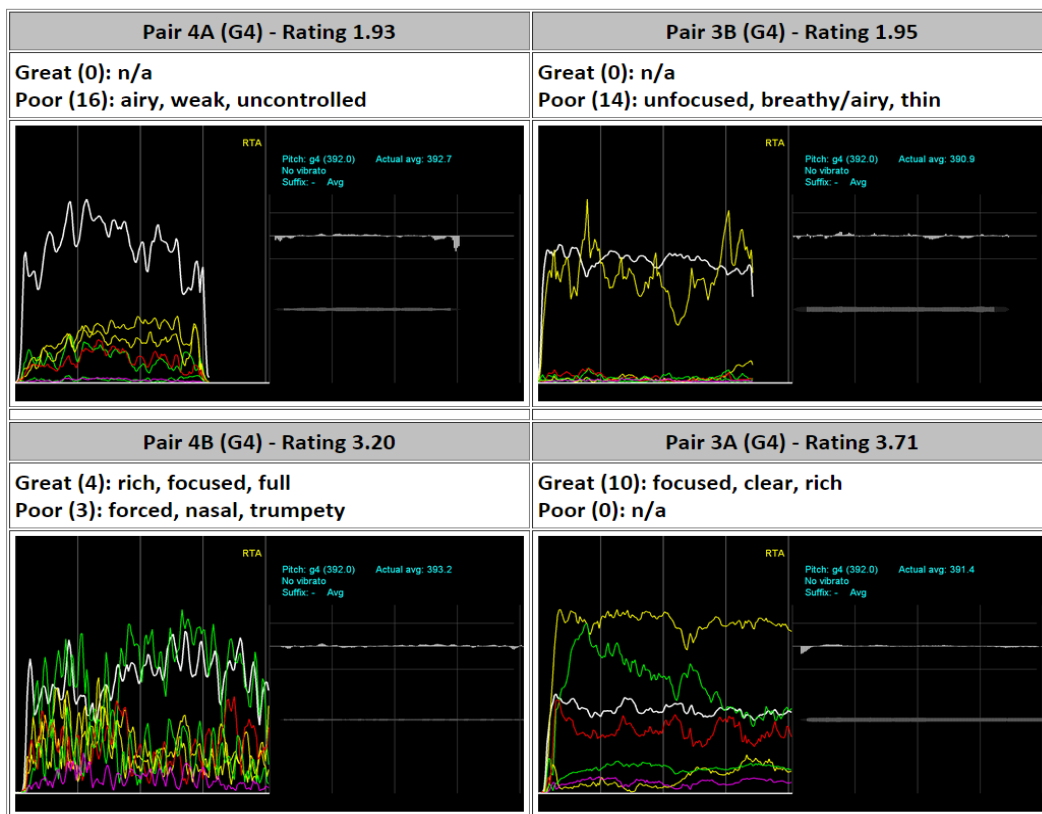 Pair 4A (G4) - Rating 1.93
Great (0): n/a
Poor (16): airy, weak, uncontrolled
RTA
Pitch: g4 (392.0) Actual avg: 392.7
No vibrato
Suffix: - Avg
Pair 3B (G4) - Rating 1.95
Great (0): n/a
Poor (14): unfocused, breathy/airy, thin
RTA
Pitch: g4 (392.0) Actual avg: 390.9
No vibrato
Suffix: - Avg
Pair 4B (G4) - Rating 3.20
Great (4): rich, focused, full
Poor (3): forced, nasal, trumpety
RTA
Pitch: g4 (392.0) Actual avg: 393.2
No vibrato
Suffix: - Avg
Pair 3A (G4) - Rating 3.71
Great (10): focused, clear, rich
Poor (0): n/a
RTA
Pitch: g4 (392.0) Actual avg: 391.4
No vibrato
Suffix: - Avg